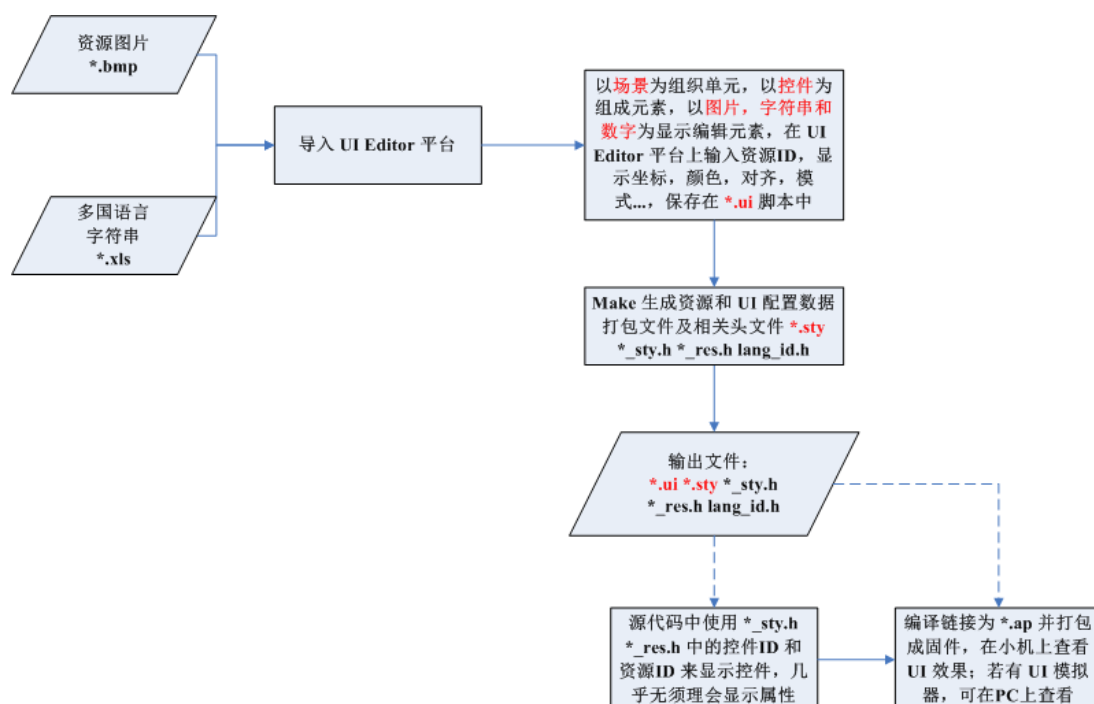 资源图片
*.bmp
多国语言
字符串
*.xls
导入 UI Editor 平台
以场景为组织单元，以控件为
组成元素，以图片，字符串和
数字为显示编辑元素，在 UI
Editor 平台上输入资源ID，显
示坐标，颜色，对齐，模
式...，保存在 *.ui 脚本中
Make 生成资源和 UI 配置数据
打包文件及相关头文件 *.sty
*_sty.h *_res.h lang_id.h
输出文件：
*.ui *.sty *_sty.h
*_res.h lang_id.h
源代码中使用 *_sty.h
*_res.h 中的控件ID 和
资源ID 来显示控件，几
乎无须理会显示属性
编译链接为 *.ap 并打包
成固件，在小机上查看
UI 效果；若有 UI 模拟
器，可在PC上查看